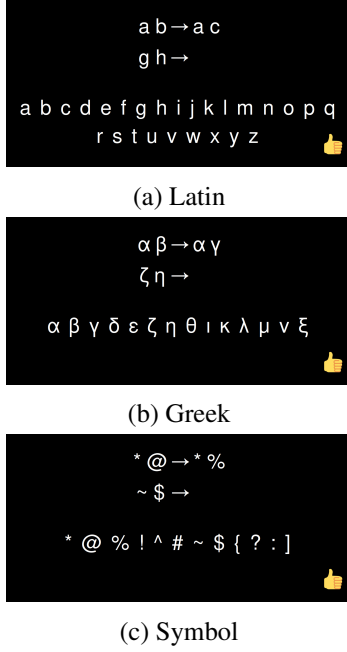 a b → a c
g h →
a b c d e f g h i j k l m n o p q
r s t u v w x y z
(a) Latin
α β → α γ
ζ η →
α β γ δ ε ζ η θ ι κ λ μ ν ξ
(b) Greek
* @ → * %
~ $ →
* @ % ! ^ # ~ $ { ? : ]
(c) Symbol